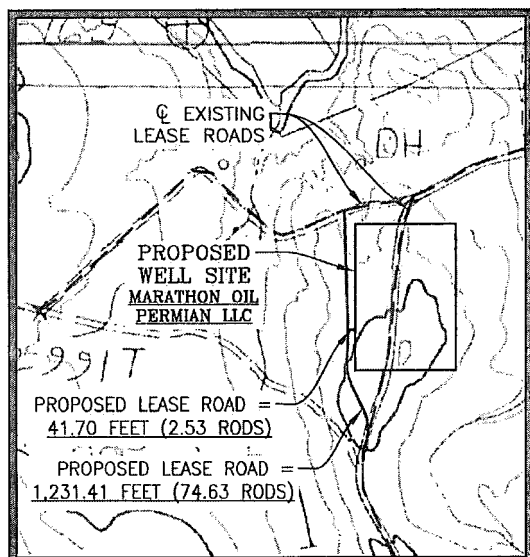 ℄ EXISTING
LEASE ROADS
DH
PROPOSED
WELL SITE
MARATHON OIL
PERMIAN LLC
PROPOSED LEASE ROAD =
41.70 FEET (2.53 RODS)
PROPOSED LEASE ROAD =
1,231.41 FEET (74.63 RODS)